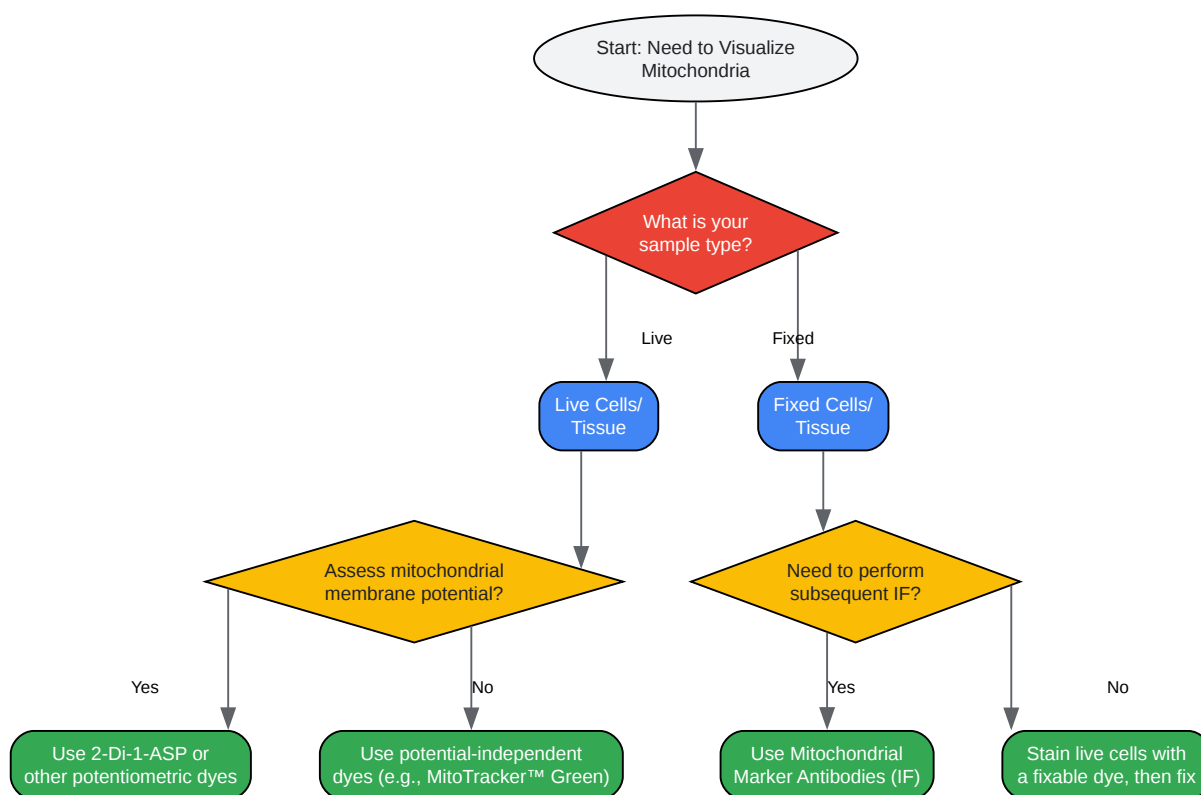 Start: Need to Visualize
Mitochondria
What is your
sample type?
Live
Fixed
Live Cells/
Tissue
Fixed Cells/
Tissue
Assess mitochondrial
membrane potential?
Need to perform
subsequent IF?
Yes
No
Yes
No
Use 2-Di-1-ASP or
other potentiometric dyes
Use potential-independent
dyes (e.g., MitoTracker™ Green)
Use Mitochondrial
Marker Antibodies (IF)
Stain live cells with
a fixable dye, then fix